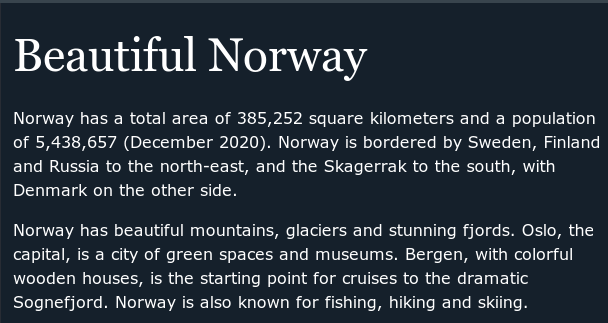 Beautiful Norway
Norway has a total area of 385,252 square kilometers and a population
of 5,438,657 (December 2020). Norway is bordered by Sweden, Finland
and Russia to the north-east, and the Skagerrak to the south, with
Denmark on the other side.
Norway has beautiful mountains, glaciers and stunning fjords. Oslo, the
capital, is a city of green spaces and museums. Bergen, with colorful
wooden houses, is the starting point for cruises to the dramatic
Sognefjord. Norway is also known for fishing, hiking and skiing.